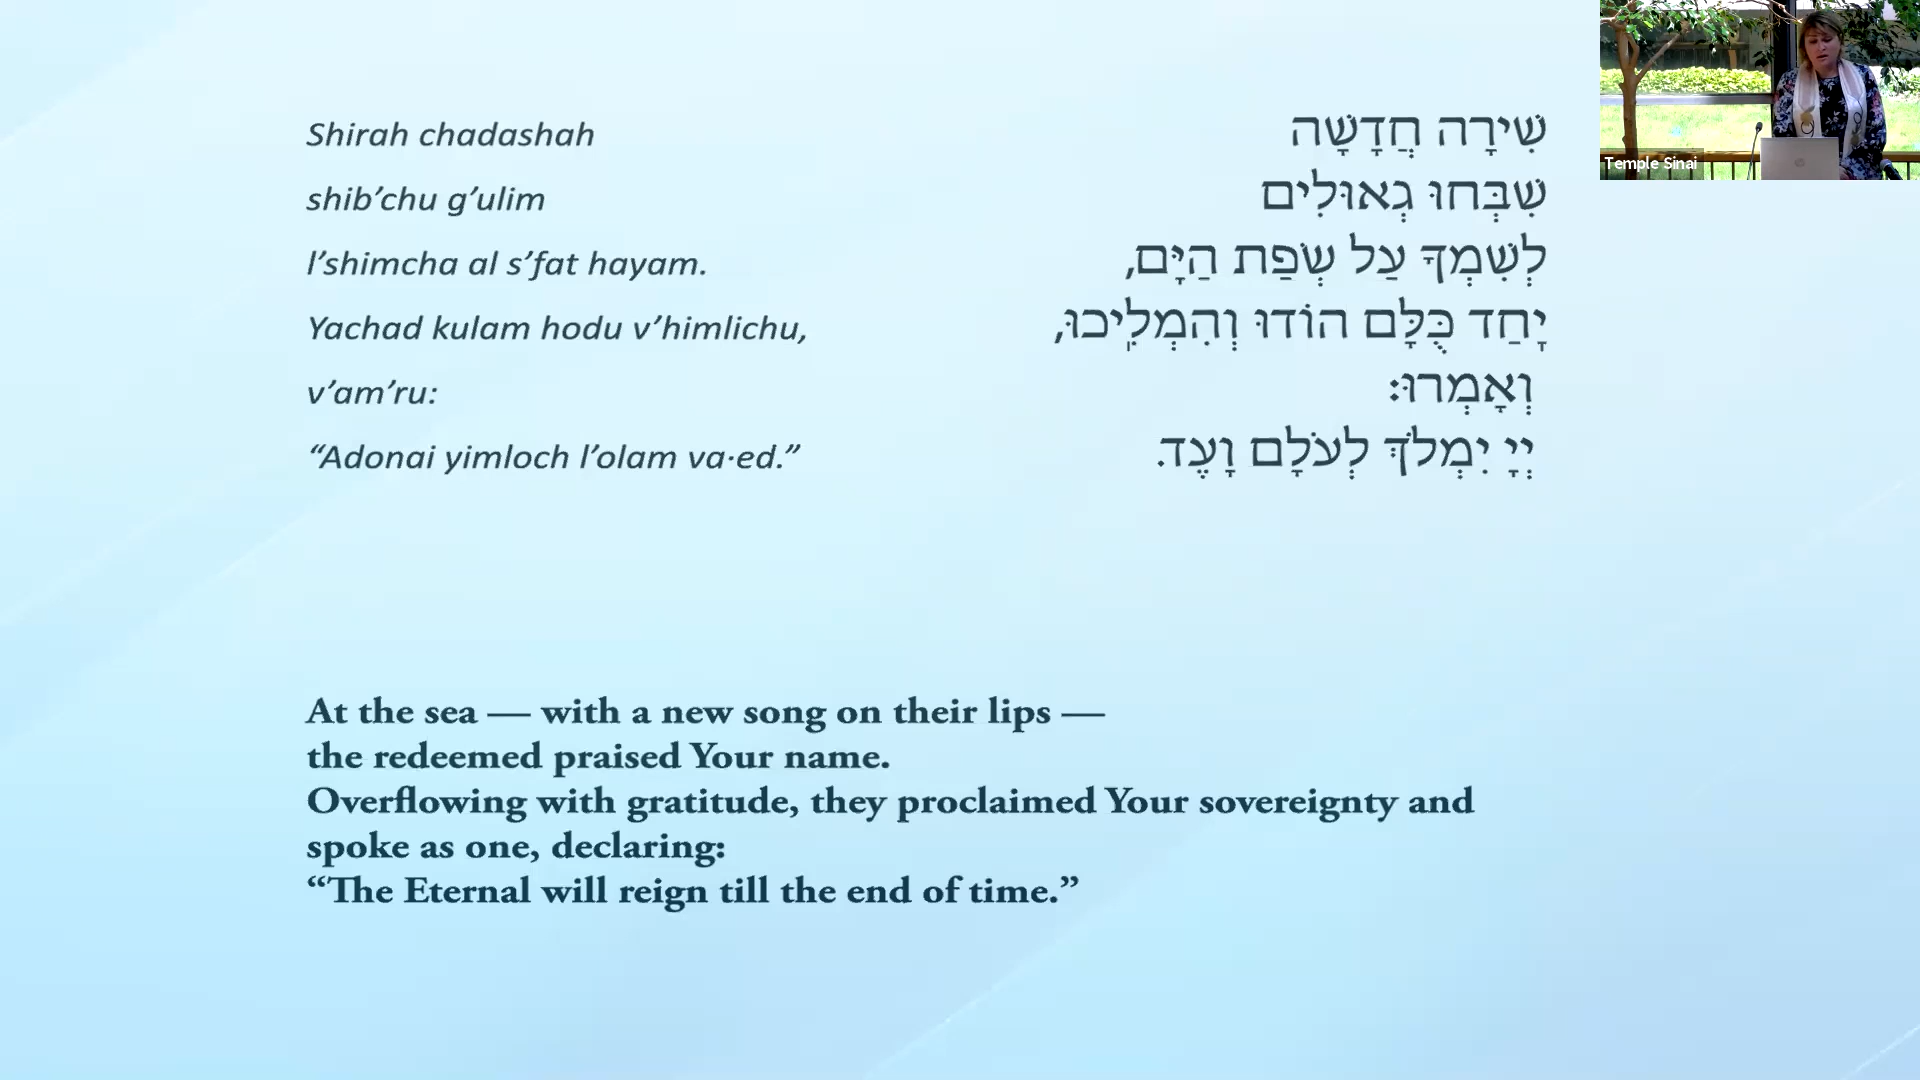 Shirah chadashah
shib’chu g’ulim
l’shimcha al s’fat hayam.
Yachad kulam hodu v’himlichu,
v’am’ru:
“Adonai yimloch l’olam va·ed.”
שִׁירָה חֲדָשָׁה
שִׁבְּחוּ גְאוּלִים
לְשִׁמְךָ עַל שְׂפַת הַיָּם,
יָחַד כֻּלָּם הוֹדוּ וְהִמְלִֽיכוּ,
וְאָמְרוּ:
יְיָ יִמְלֹךְ לְעֹלָם וָעֶד.
At the sea — with a new song on their lips —
the redeemed praised Your name.
Overflowing with gratitude, they proclaimed Your sovereignty and
spoke as one, declaring:
“The Eternal will reign till the end of time.”
Temple Sinai